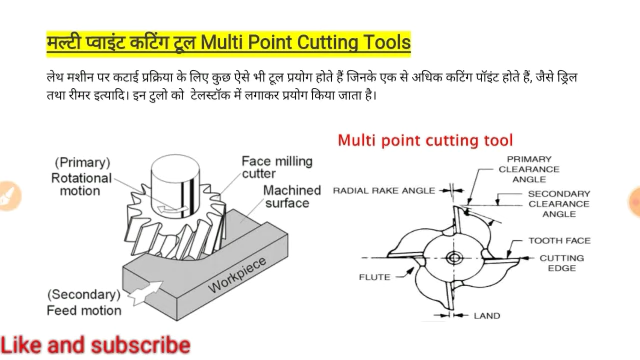 मल्टी प्वाइंट कटिंग टूल Multi Point Cutting Tools
लेथ मशीन पर कटाई प्रक्रिया के लिए कुछ ऐसे भी टूल प्रयोग होते हैं जिनके एक से अधिक कटिंग पॉइंट होते हैं, जैसे ड्रिल
तथा रीमर इत्यादि। इन टुलो को टेलस्टॉक में लगाकर प्रयोग किया जाता है।
(Primary)
Rotational
motion
Face milling
cutter
Machined
surface
Workpiece
(Secondary)
Feed motion
Multi point cutting tool
PRIMARY
CLEARANCE
ANGLE
RADIAL RAKE ANGLE
SECONDARY
CLEARANCE
ANGLE
TOOTH FACE
CUTTING
EDGE
FLUTE
LAND
Like and subscribe